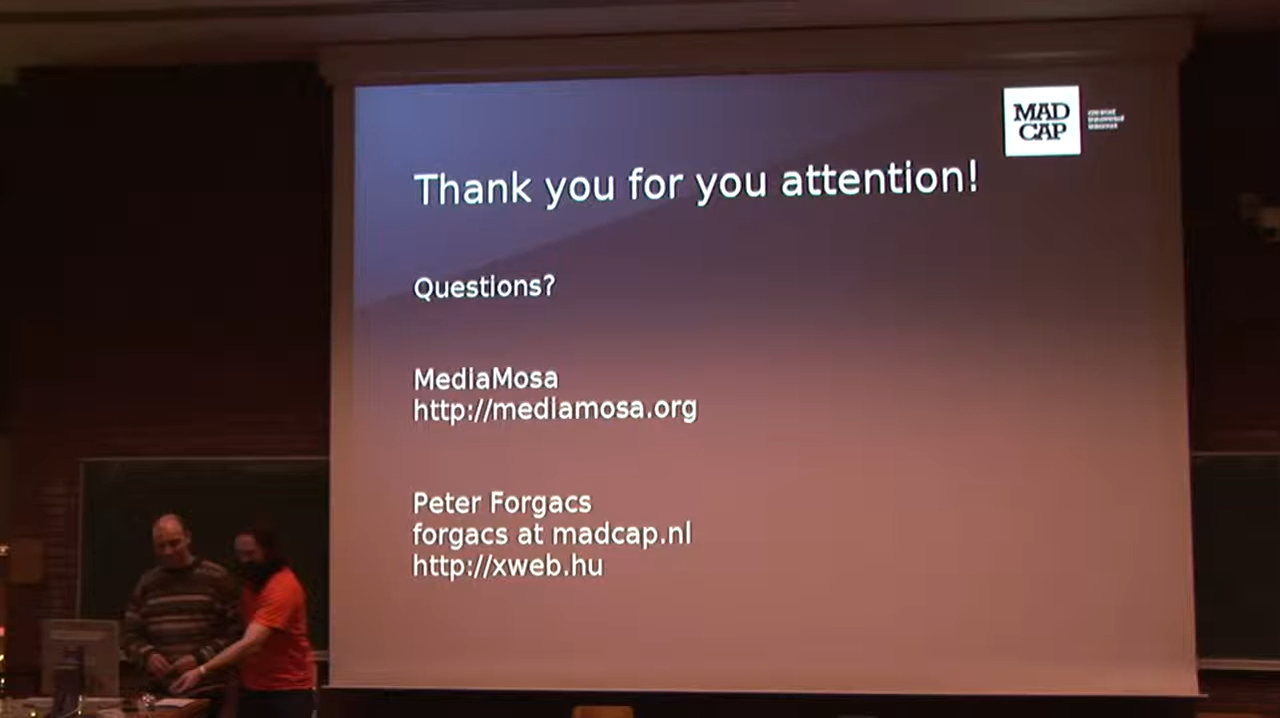 MAD
CAP
Thank you for you attention!
Questions?
MediaMosa
http://mediamosa.org
Peter Forgacs
forgacs at madcap.nl
http://xweb.hu